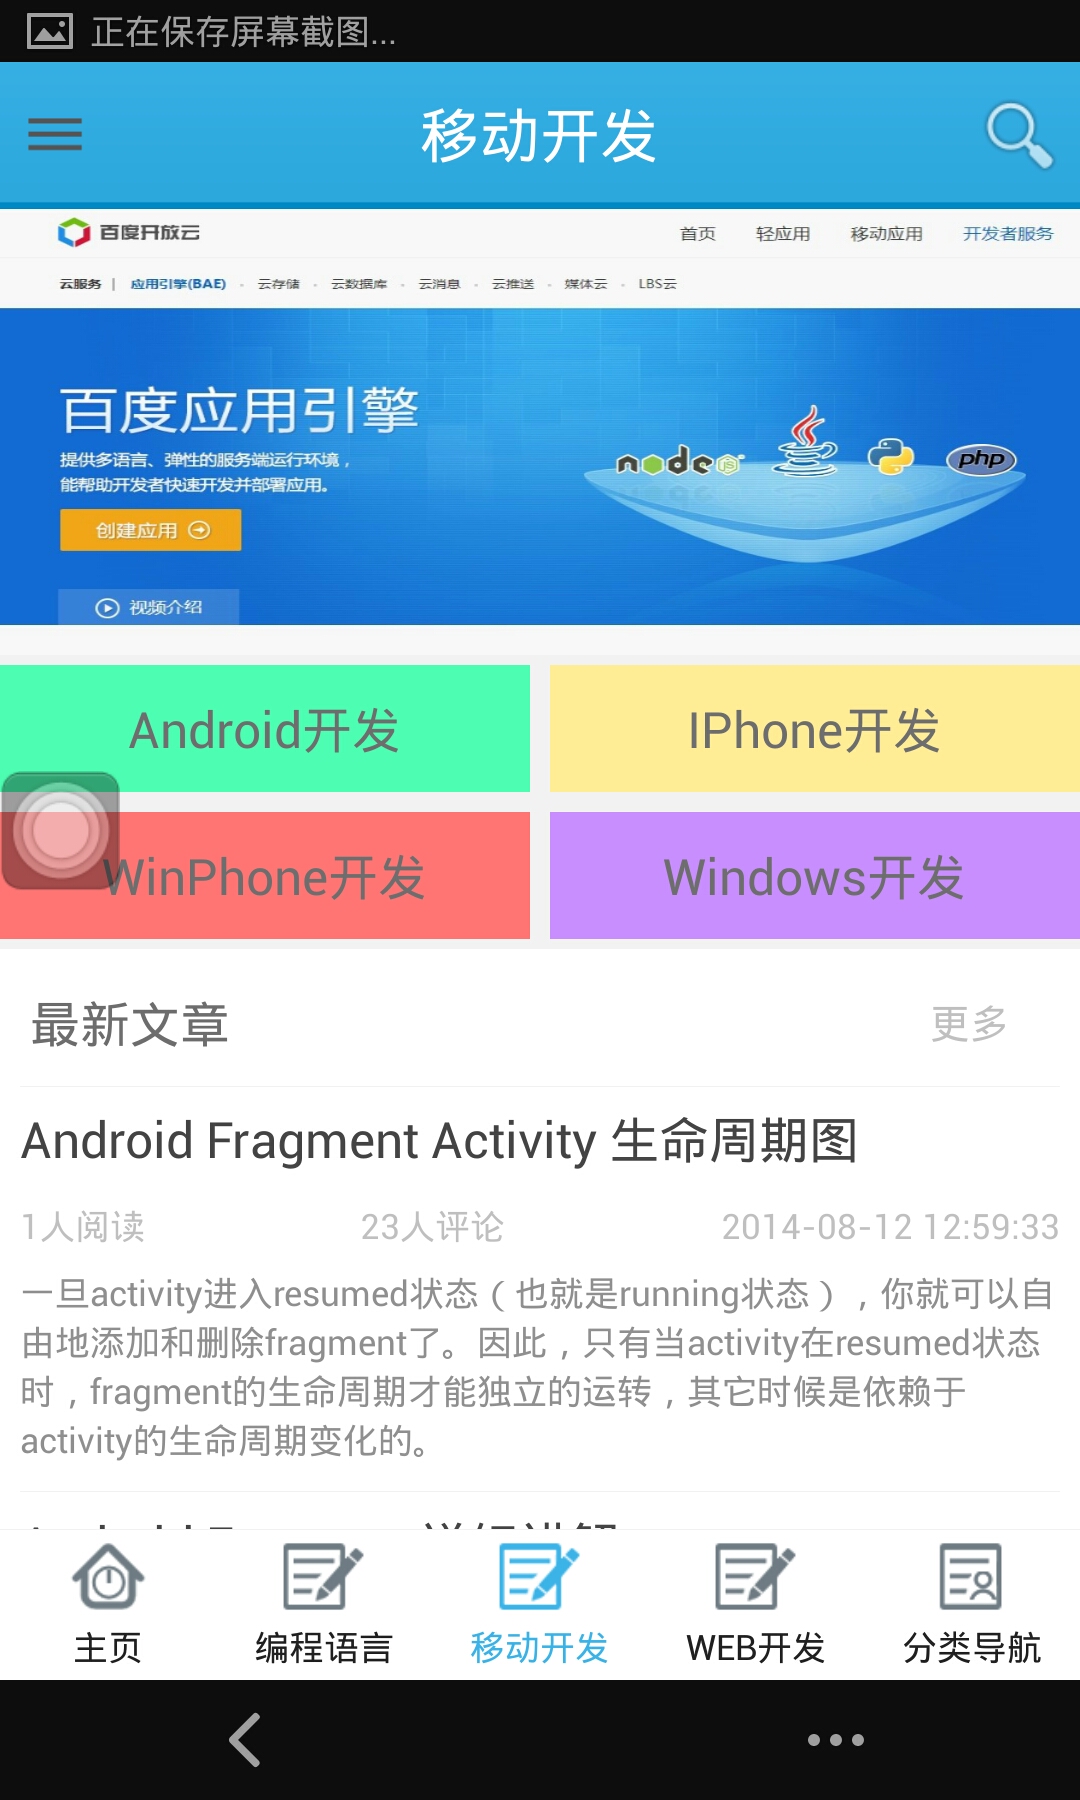 正在保存屏幕截图...
移动开发
百度开放云
首页 轻应用 移动应用 开发者服务
云服务 | 应用引擎(BAE) 云存储 云数据库 云消息 云推送 媒体云 LBS云
百度应用引擎
提供多语言、弹性的服务端运行环境，
能帮助开发者快速开发并部署应用。
node js php
创建应用
视频介绍
Android开发 IPhone开发
WinPhone开发 Windows开发
最新文章 更多
Android Fragment Activity 生命周期图
1人阅读 23人评论 2014-08-12 12:59:33
一旦activity进入resumed状态（也就是running状态），你就可以自
由地添加和删除fragment了。因此，只有当activity在resumed状态
时，fragment的生命周期才能独立的运转，其它时候是依赖于
activity的生命周期变化的。
主页 编程语言 移动开发 WEB开发 分类导航